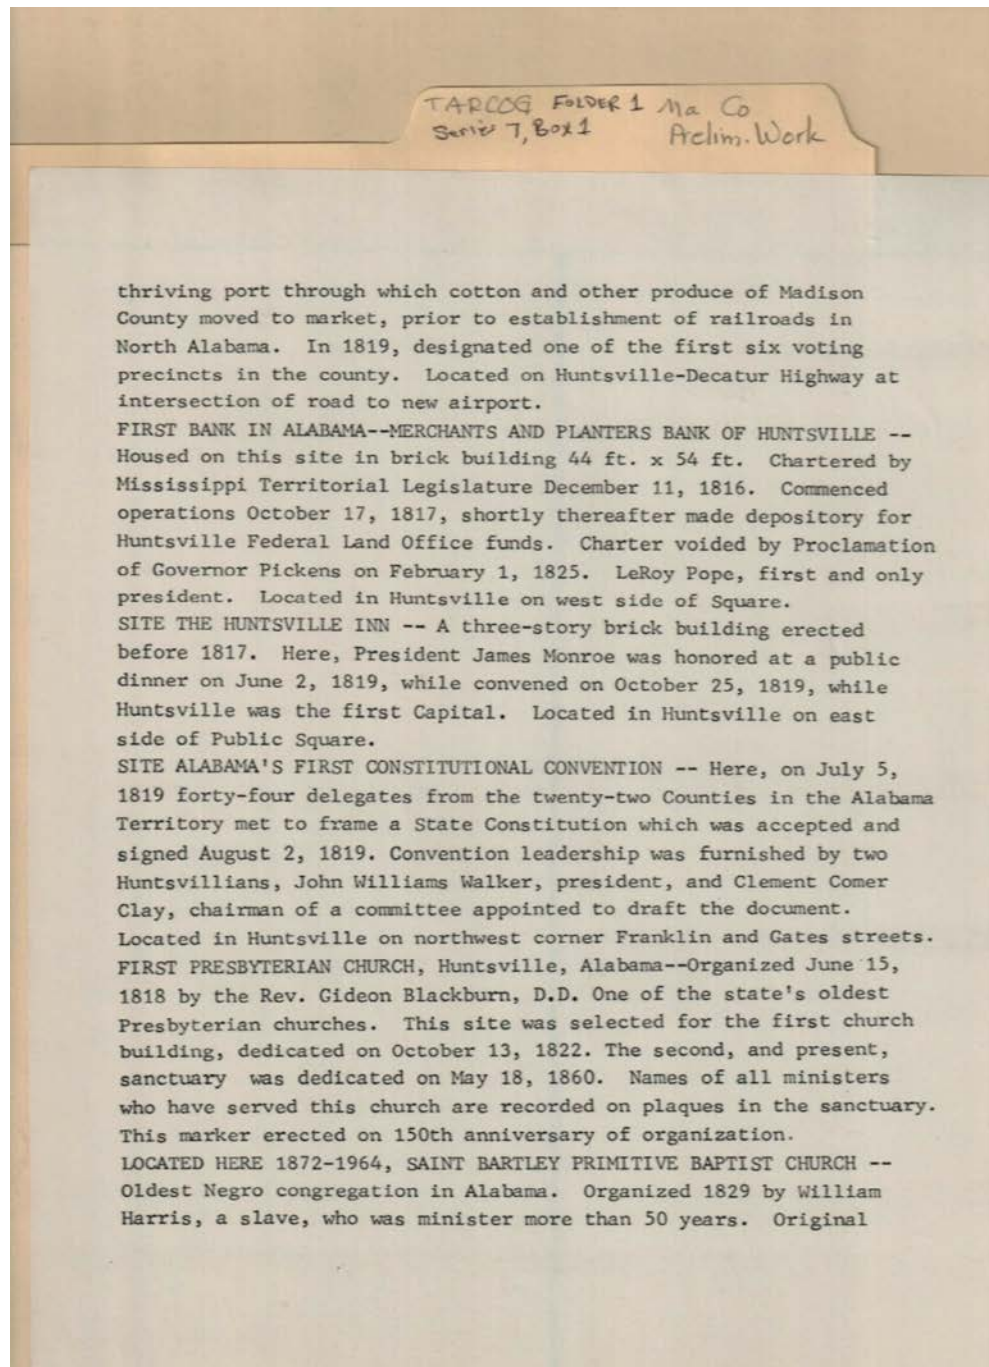 TARCOG FOLDER 1 Ma Co
Series 7, Box 1 Prelim. Work
thriving port through which cotton and other produce of Madison
County moved to market, prior to establishment of railroads in
North Alabama. In 1819, designated one of the first six voting
precincts in the county. Located on Huntsville-Decatur Highway at
intersection of road to new airport.
FIRST BANK IN ALABAMA--MERCHANTS AND PLANTERS BANK OF HUNTSVILLE --
Housed on this site in brick building 44 ft. x 54 ft. Chartered by
Mississippi Territorial Legislature December 11, 1816. Commenced
operations October 17, 1817, shortly thereafter made depository for
Huntsville Federal Land Office funds. Charter voided by Proclamation
of Governor Pickens on February 1, 1825. LeRoy Pope, first and only
president. Located in Huntsville on west side of Square.
SITE THE HUNTSVILLE INN -- A three-story brick building erected
before 1817. Here, President James Monroe was honored at a public
dinner on June 2, 1819, while convened on October 25, 1819, while
Huntsville was the first Capital. Located in Huntsville on east
side of Public Square.
SITE ALABAMA'S FIRST CONSTITUTIONAL CONVENTION -- Here, on July 5,
1819 forty-four delegates from the twenty-two Counties in the Alabama
Territory met to frame a State Constitution which was accepted and
signed August 2, 1819. Convention leadership was furnished by two
Huntsvillians, John Williams Walker, president, and Clement Comer
Clay, chairman of a committee appointed to draft the document.
Located in Huntsville on northwest corner Franklin and Gates streets.
FIRST PRESBYTERIAN CHURCH, Huntsville, Alabama--Organized June 15,
1818 by the Rev. Gideon Blackburn, D.D. One of the state's oldest
Presbyterian churches. This site was selected for the first church
building, dedicated on October 13, 1822. The second, and present,
sanctuary was dedicated on May 18, 1860. Names of all ministers
who have served this church are recorded on plaques in the sanctuary.
This marker erected on 150th anniversary of organization.
LOCATED HERE 1872-1964, SAINT BARTLEY PRIMITIVE BAPTIST CHURCH --
Oldest Negro congregation in Alabama. Organized 1829 by William
Harris, a slave, who was minister more than 50 years. Original